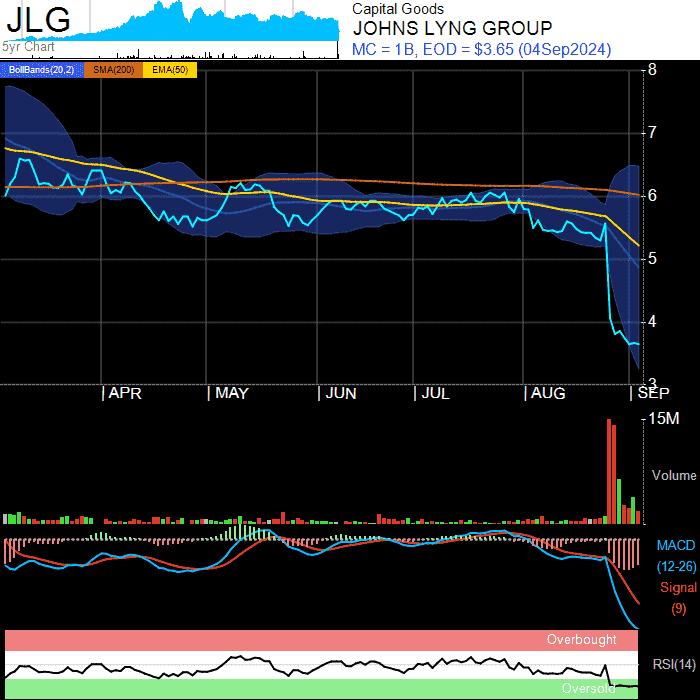 JLG
5yr Chart
Capital Goods
JOHNS LYNG GROUP
MC = 1B, EOD = $3.65 (04Sep2024)
BollBands(20,2) SMA(200) EMA(50)
8
7
6
5
4
3
APR MAY JUN JUL AUG SEP
15M
Volume
MACD
(12-26)
Signal
(9)
Overbought
RSI(14)
Oversold